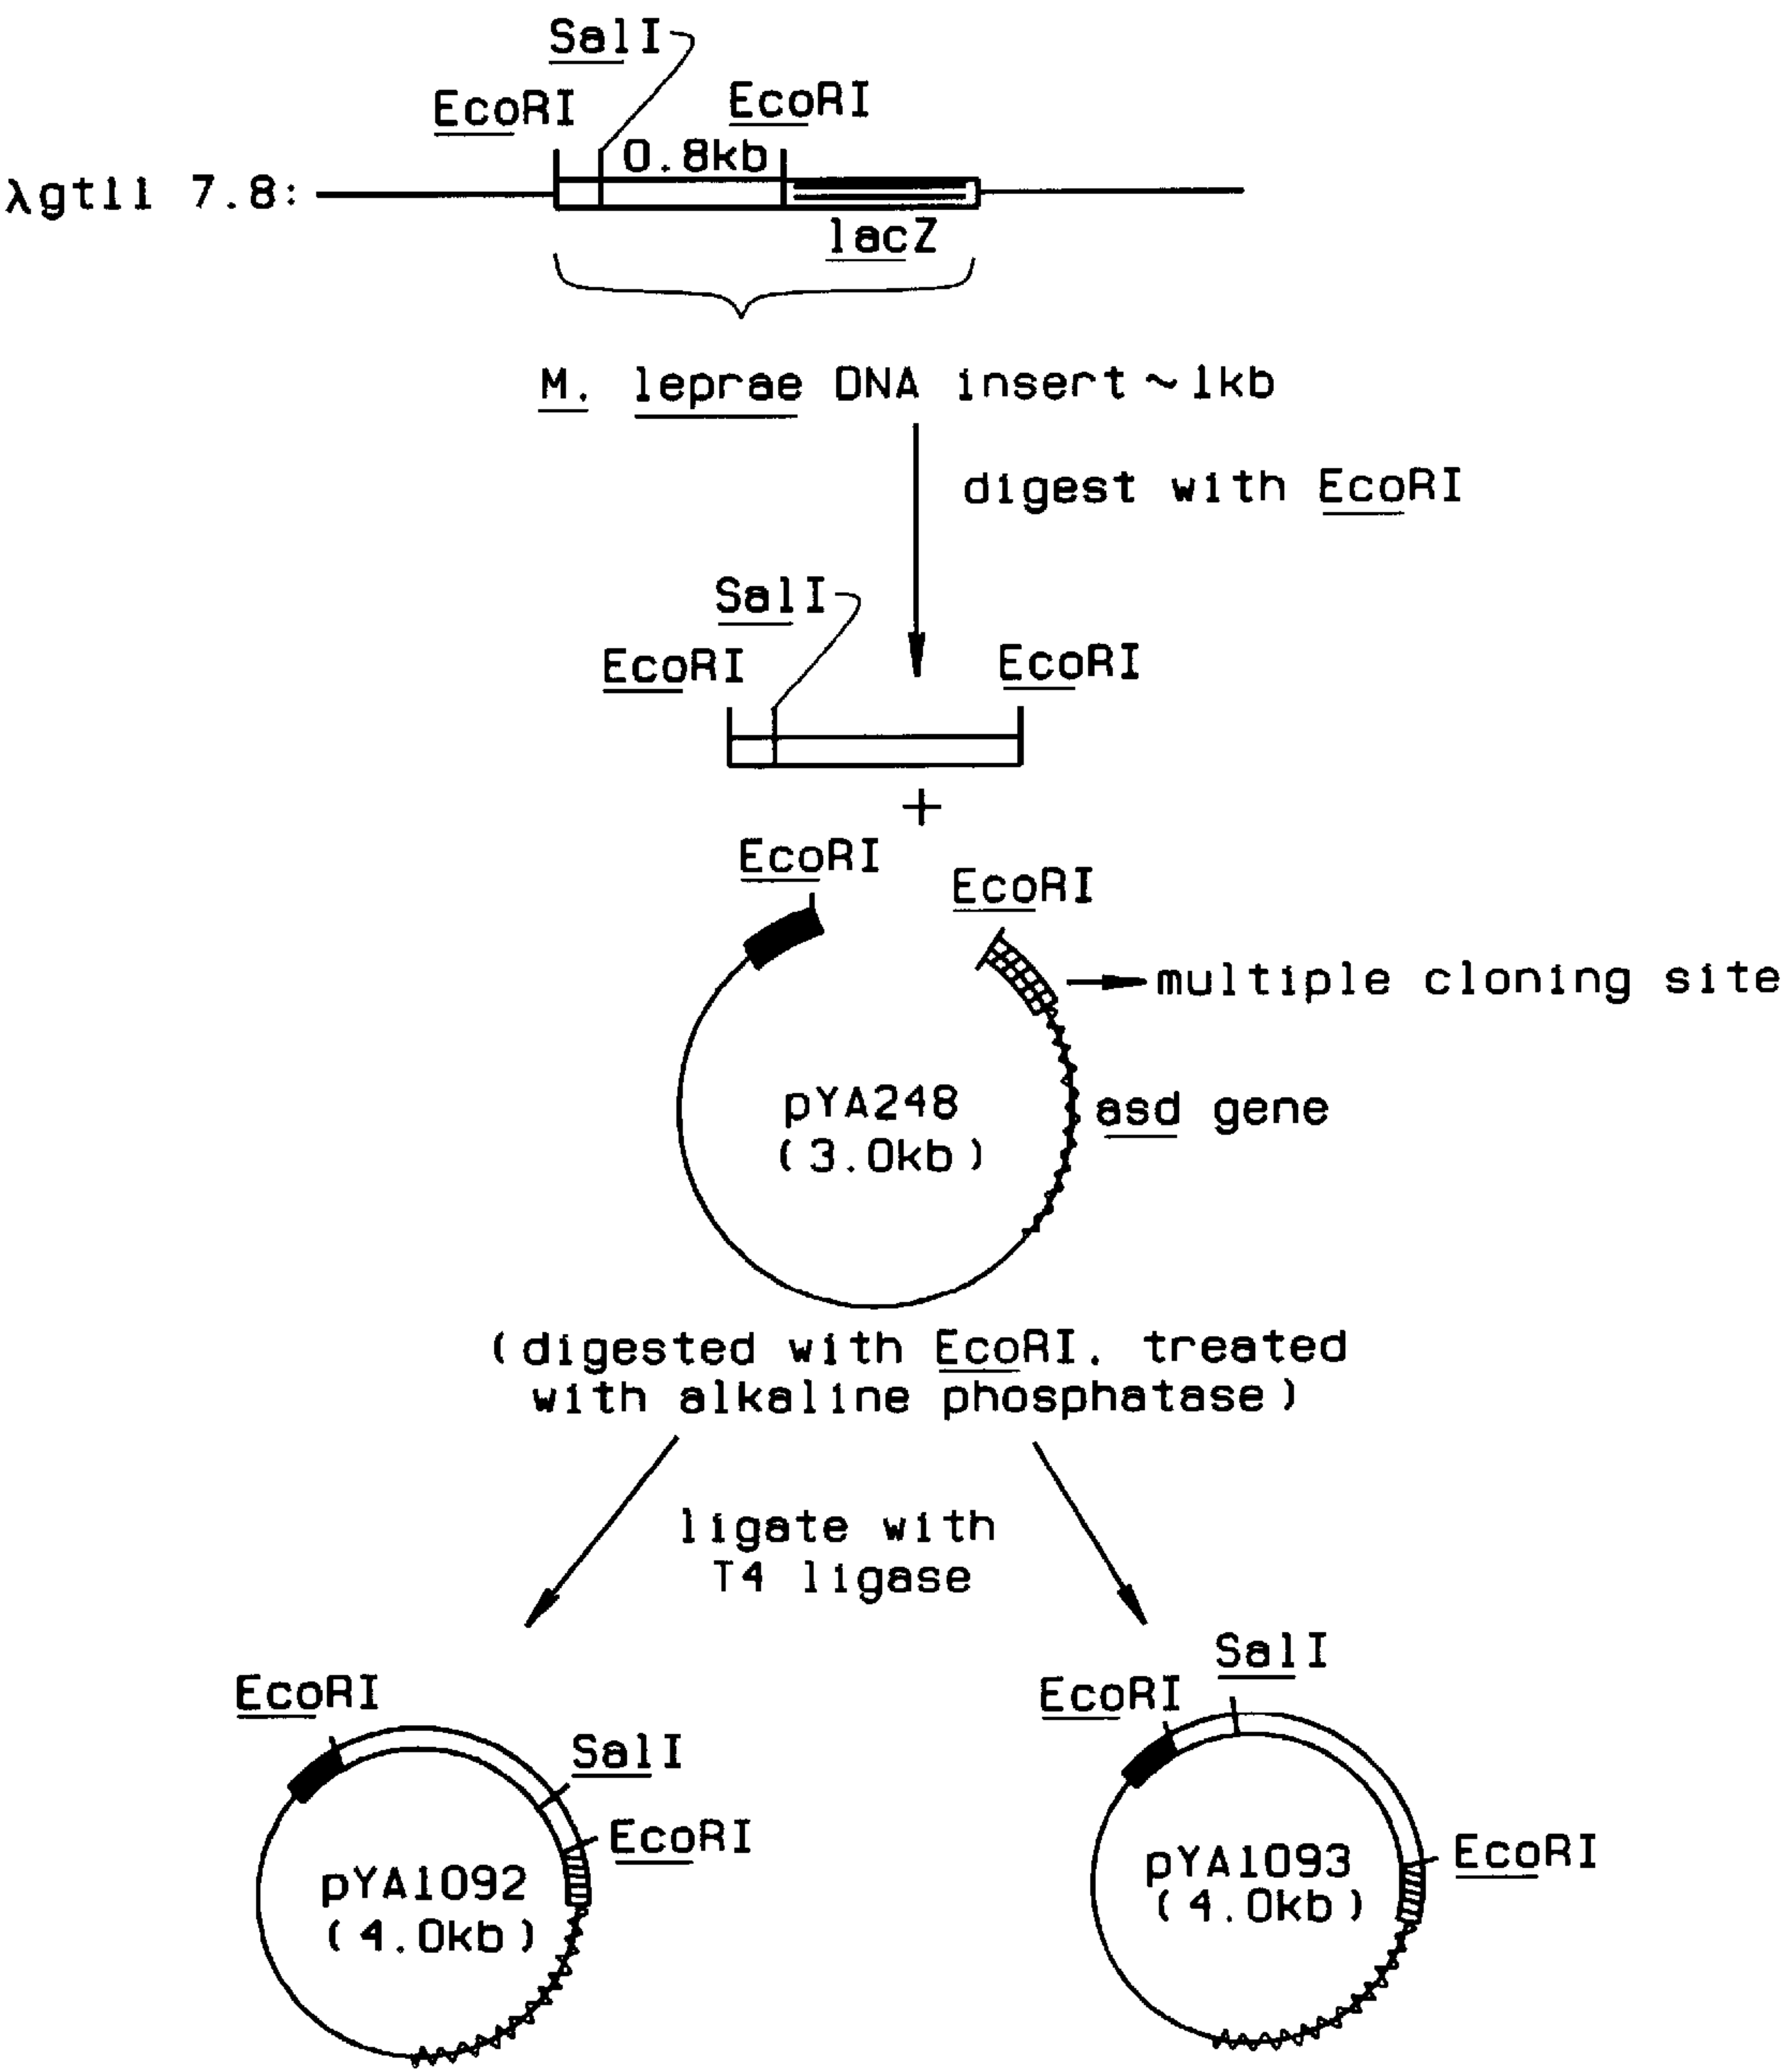 SalI
EcoRI
EcoRI
0.8kb
λgt11 7.8:
lacZ
M. leprae DNA insert ~ 1kb
digest with EcoRI
SalI
EcoRI
EcoRI
+
EcoRI
EcoRI
multiple cloning site
pYA248
(3.0kb)
asd gene
(digested with EcoRI. treated
with alkaline phosphatase)
ligate with
T4 ligase
EcoRI
SalI
EcoRI
pYA1092
(4.0kb)
SalI
EcoRI
EcoRI
pYA1093
(4.0kb)